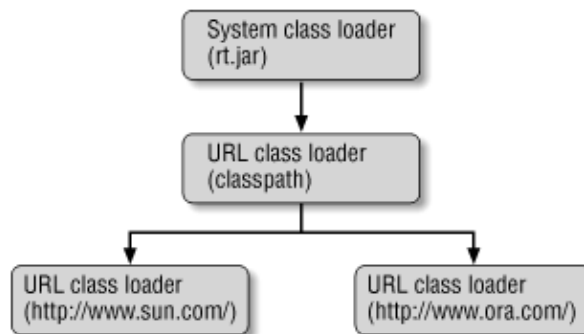 System class loader
(rt.jar)
URL class loader
(classpath)
URL class loader
(http://www.sun.com/)
URL class loader
(http://www.ora.com/)